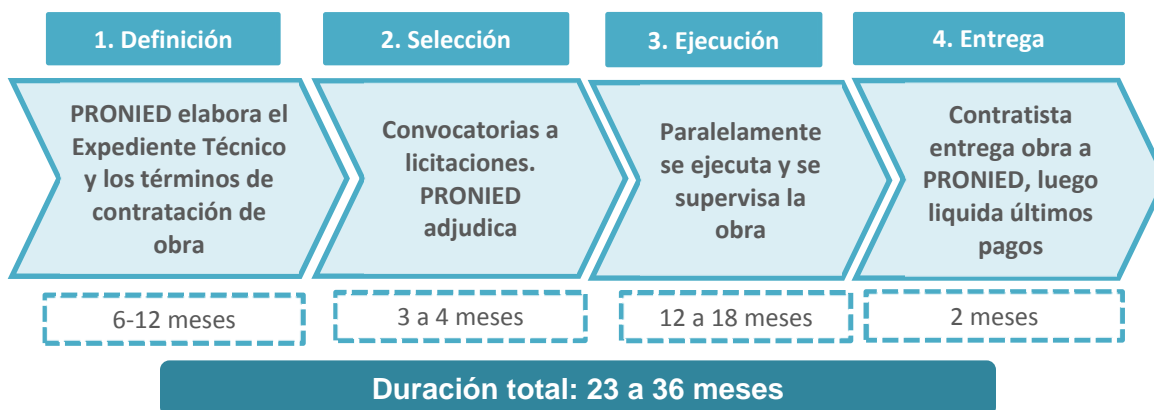 1. Definición
2. Selección
3. Ejecución
4. Entrega
PRONIED elabora el
Expediente Técnico
y los términos de
contratación de
obra
Convocatorias a
licitaciones.
PRONIED
adjudica
Paralelamente
se ejecuta y se
supervisa la
obra
Contratista
entrega obra a
PRONIED, luego
liquida últimos
pagos
6-12 meses
3 a 4 meses
12 a 18 meses
2 meses
Duración total: 23 a 36 meses